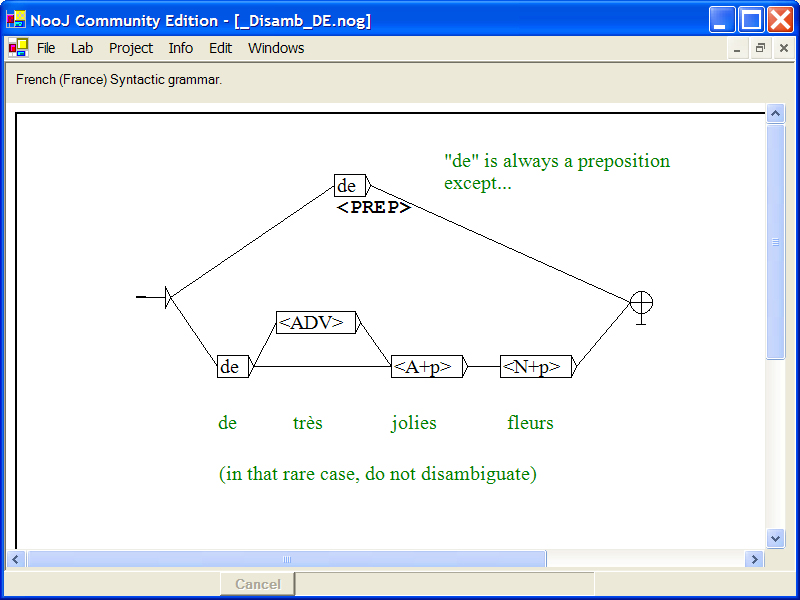 NooJ Community Edition - [_Disamb_DE.nog]
File Lab Project Info Edit Windows
French (France) Syntactic grammar.
"de" is always a preposition
except...
de
<PREP>
<ADV>
de <A+p> <N+p>
de très jolies fleurs
(in that rare case, do not disambiguate)
Cancel